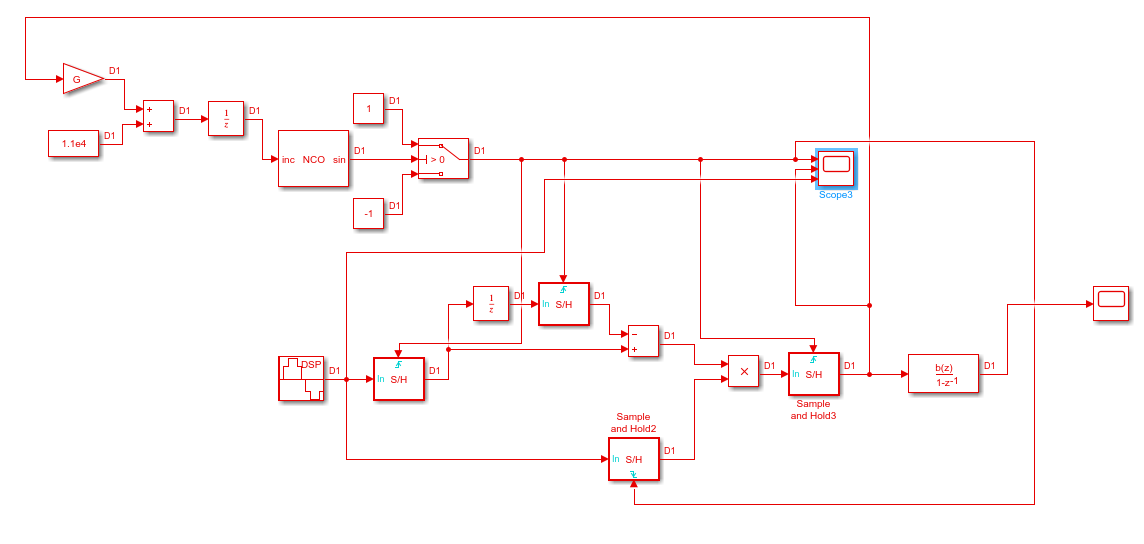 G
D1
1.1e4
D1
+
+
D1
1
z
D1
1
D1
inc NCO sin
D1
-1
D1
> 0
D1
Scope3
1
z
D1
In S/H
D1
DSP
D1
In S/H
D1
−
+
D1
×
D1
In S/H
D1
Sample
and Hold3
b(z)
1-z-1
D1
Sample
and Hold2
In S/H
D1